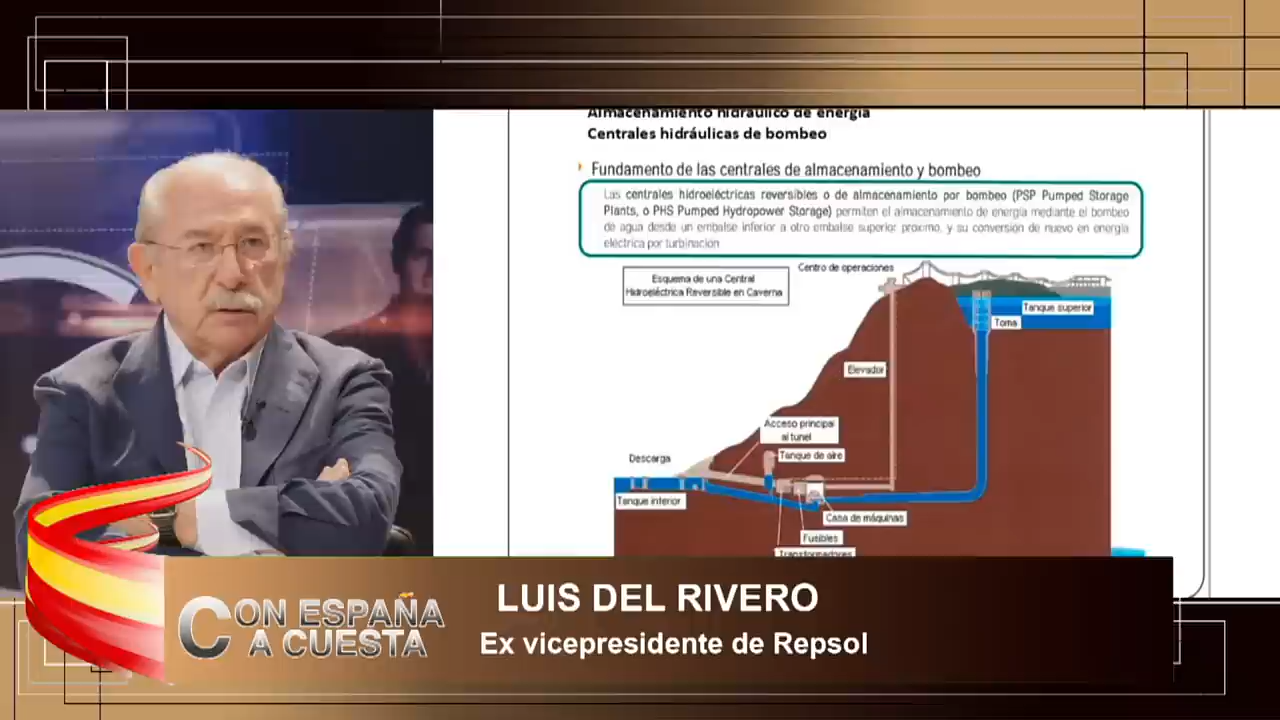 Almacenamiento hidráulico de energía
Centrales hidráulicas de bombeo
Fundamento de las centrales de almacenamiento y bombeo
Las centrales hidroeléctricas reversibles o de almacenamiento por bombeo (PSP Pumped Storage
Plants, o PHS Pumped Hydropower Storage) permiten el almacenamiento de energía mediante el bombeo
de agua desde un embalse inferior a otro embalse superior proximo, y su conversión de nuevo en energía
eléctrica por turbinacion
Esquema de una Central
Hidroeléctrica Reversible en Caverna
Centro de operaciones
Tanque superior
Toma
Elevador
Acceso principal
al tunel
Descarga
Tanque de aire
Tanque inferior
Casa de máquinas
Fusibles
Transformadores
CON ESPAÑA
A CUESTA
LUIS DEL RIVERO
Ex vicepresidente de Repsol